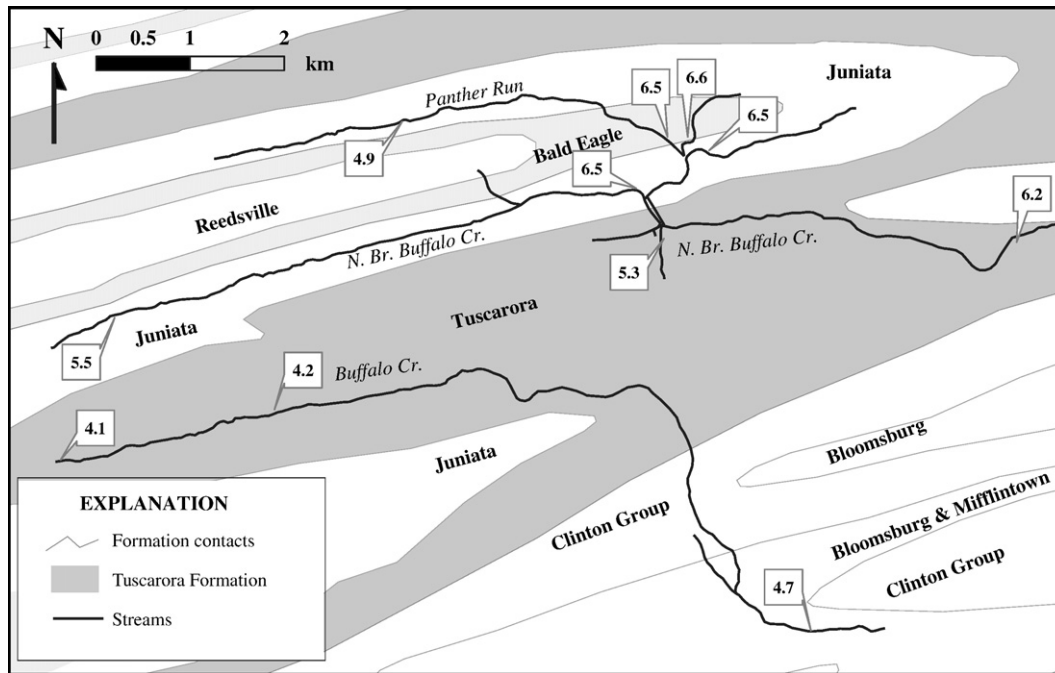 N
0 0.5 1 2
km
Juniata
Panther Run
6.5
6.6
6.5
4.9
Bald Eagle
6.5
6.2
Reedsville
N. Br. Buffalo Cr.
N. Br. Buffalo Cr.
5.3
Tuscarora
Juniata
5.5
4.2
Buffalo Cr.
4.1
Juniata
Bloomsburg
Clinton Group
Bloomsburg & Mifflintown
Clinton Group
4.7
EXPLANATION
Formation contacts
Tuscarora Formation
Streams